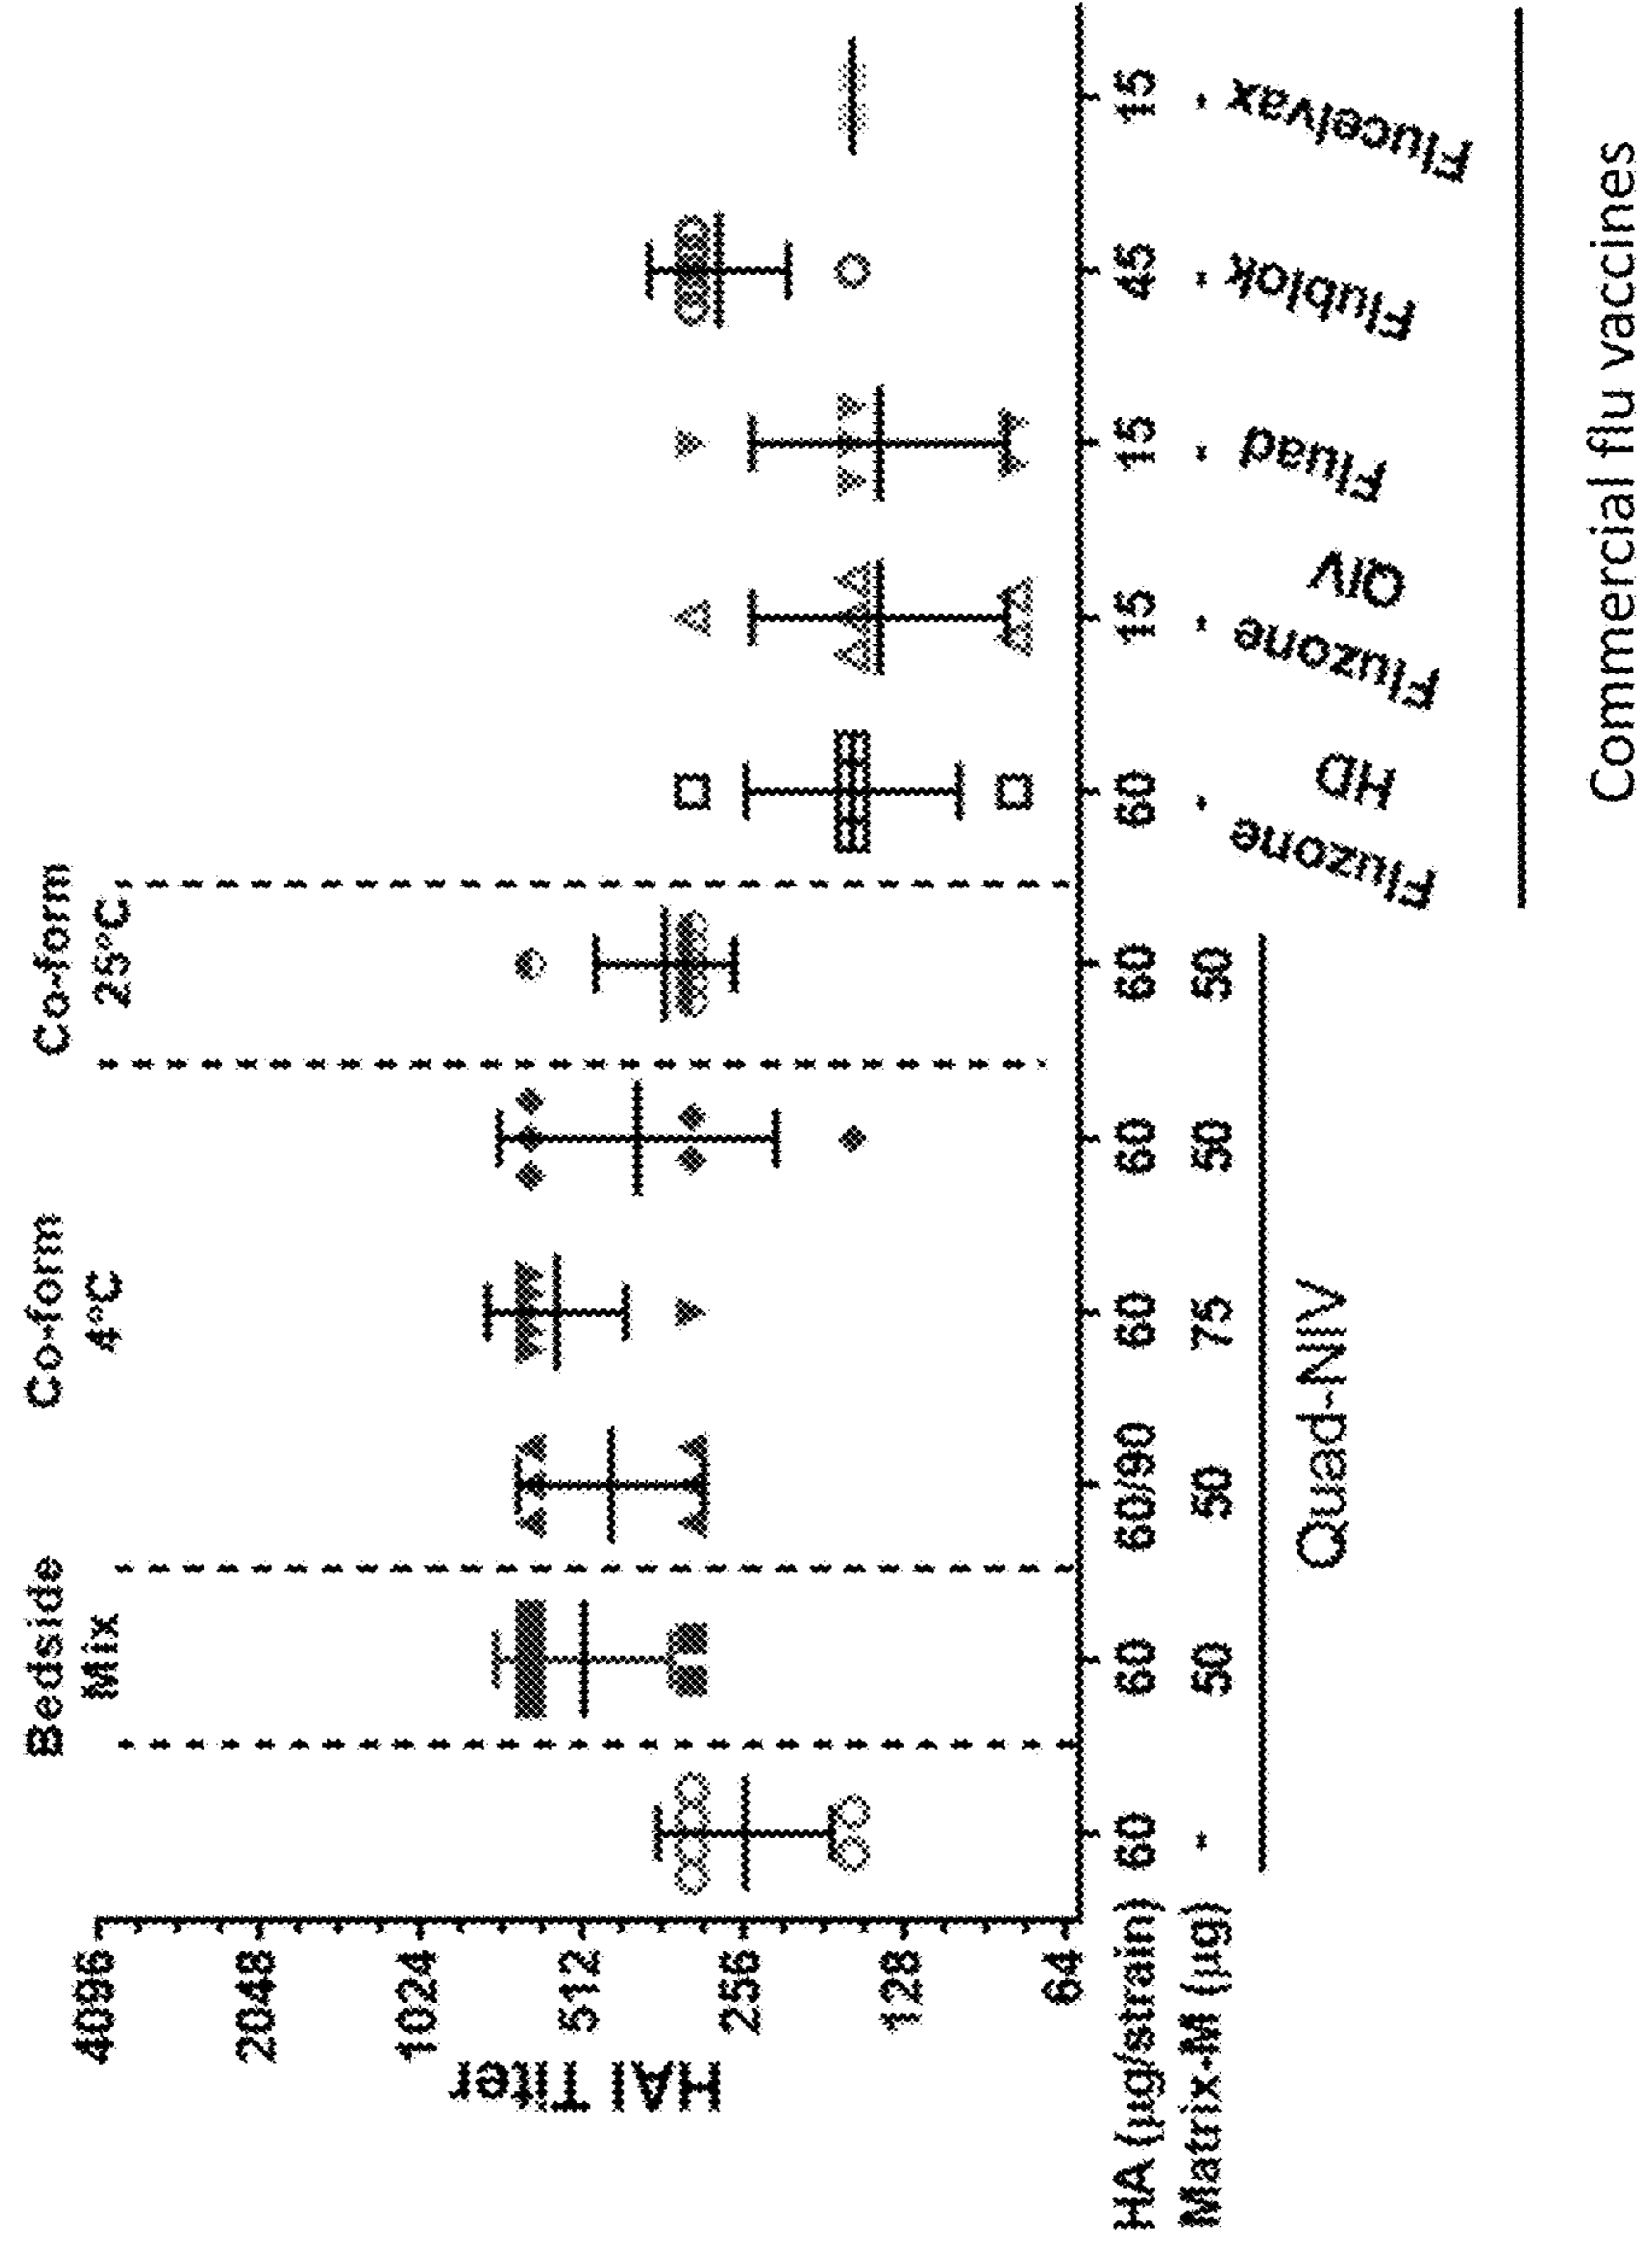 Bedside
Mix
Co-form
4°C
Co-form
25°C
HAI Titer
4096
2048
1024
512
256
128
64
HA (µg/strain) 60 60 60/90 60 60 60 60 15 15 45 15
Matrix-M (µg) - 50 50 75 50 50 - - - - -
Fluzone
HD
Fluzone
QIV
Fluad
Flublok
Flucelvax
Quad-NIV
Commercial flu vaccines